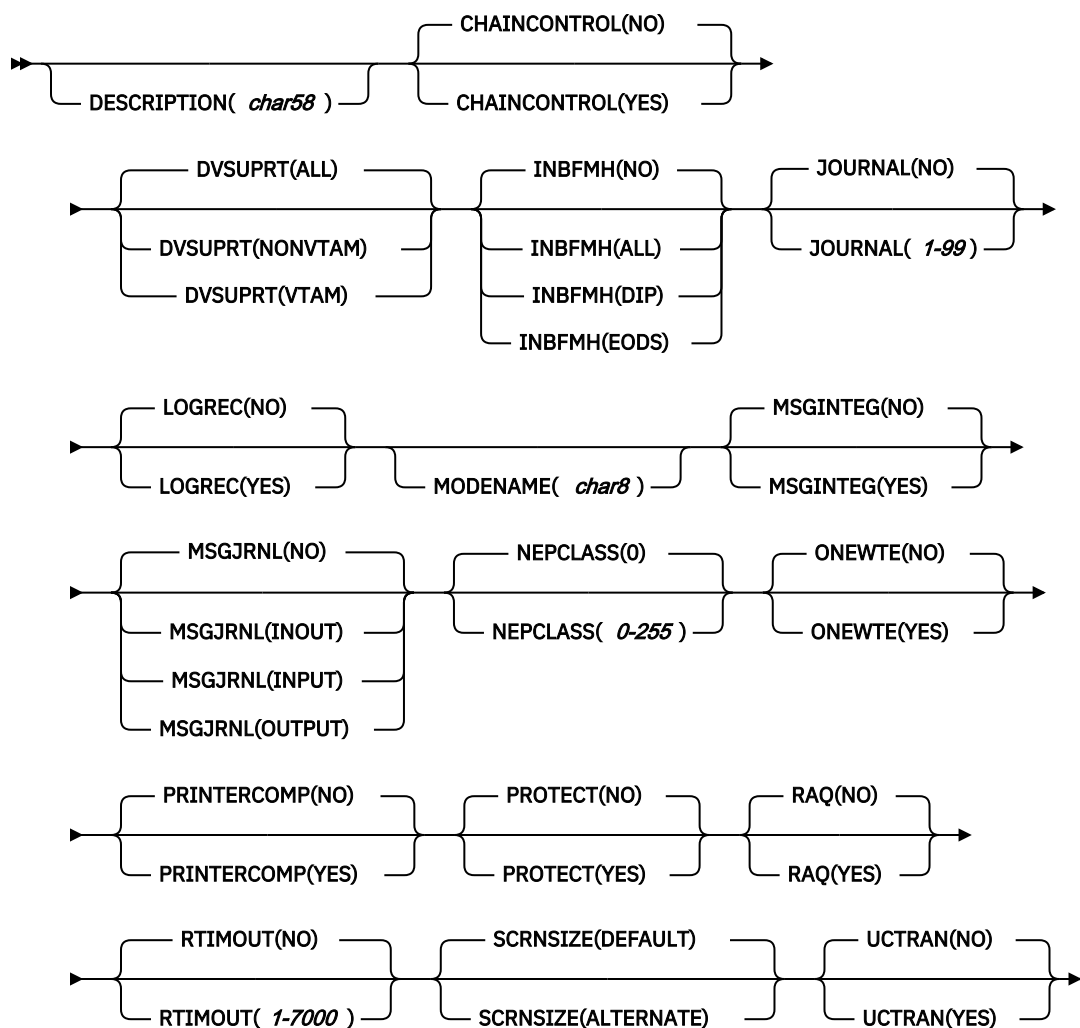 CHAINCONTROL(NO)
DESCRIPTION( char58 )
CHAINCONTROL(YES)
DVSUPRT(ALL)
DVSUPRT(NONVTAM)
DVSUPRT(VTAM)
INBFMH(NO)
INBFMH(ALL)
INBFMH(DIP)
INBFMH(EODS)
JOURNAL(NO)
JOURNAL( 1-99 )
LOGREC(NO)
LOGREC(YES)
MODENAME( char8 )
MSGINTEG(NO)
MSGINTEG(YES)
MSGJRNL(NO)
MSGJRNL(INOUT)
MSGJRNL(INPUT)
MSGJRNL(OUTPUT)
NEPCLASS(0)
NEPCLASS( 0-255 )
ONEWTE(NO)
ONEWTE(YES)
PRINTERCOMP(NO)
PRINTERCOMP(YES)
PROTECT(NO)
PROTECT(YES)
RAQ(NO)
RAQ(YES)
RTIMOUT(NO)
RTIMOUT( 1-7000 )
SCRNSIZE(DEFAULT)
SCRNSIZE(ALTERNATE)
UCTRAN(NO)
UCTRAN(YES)